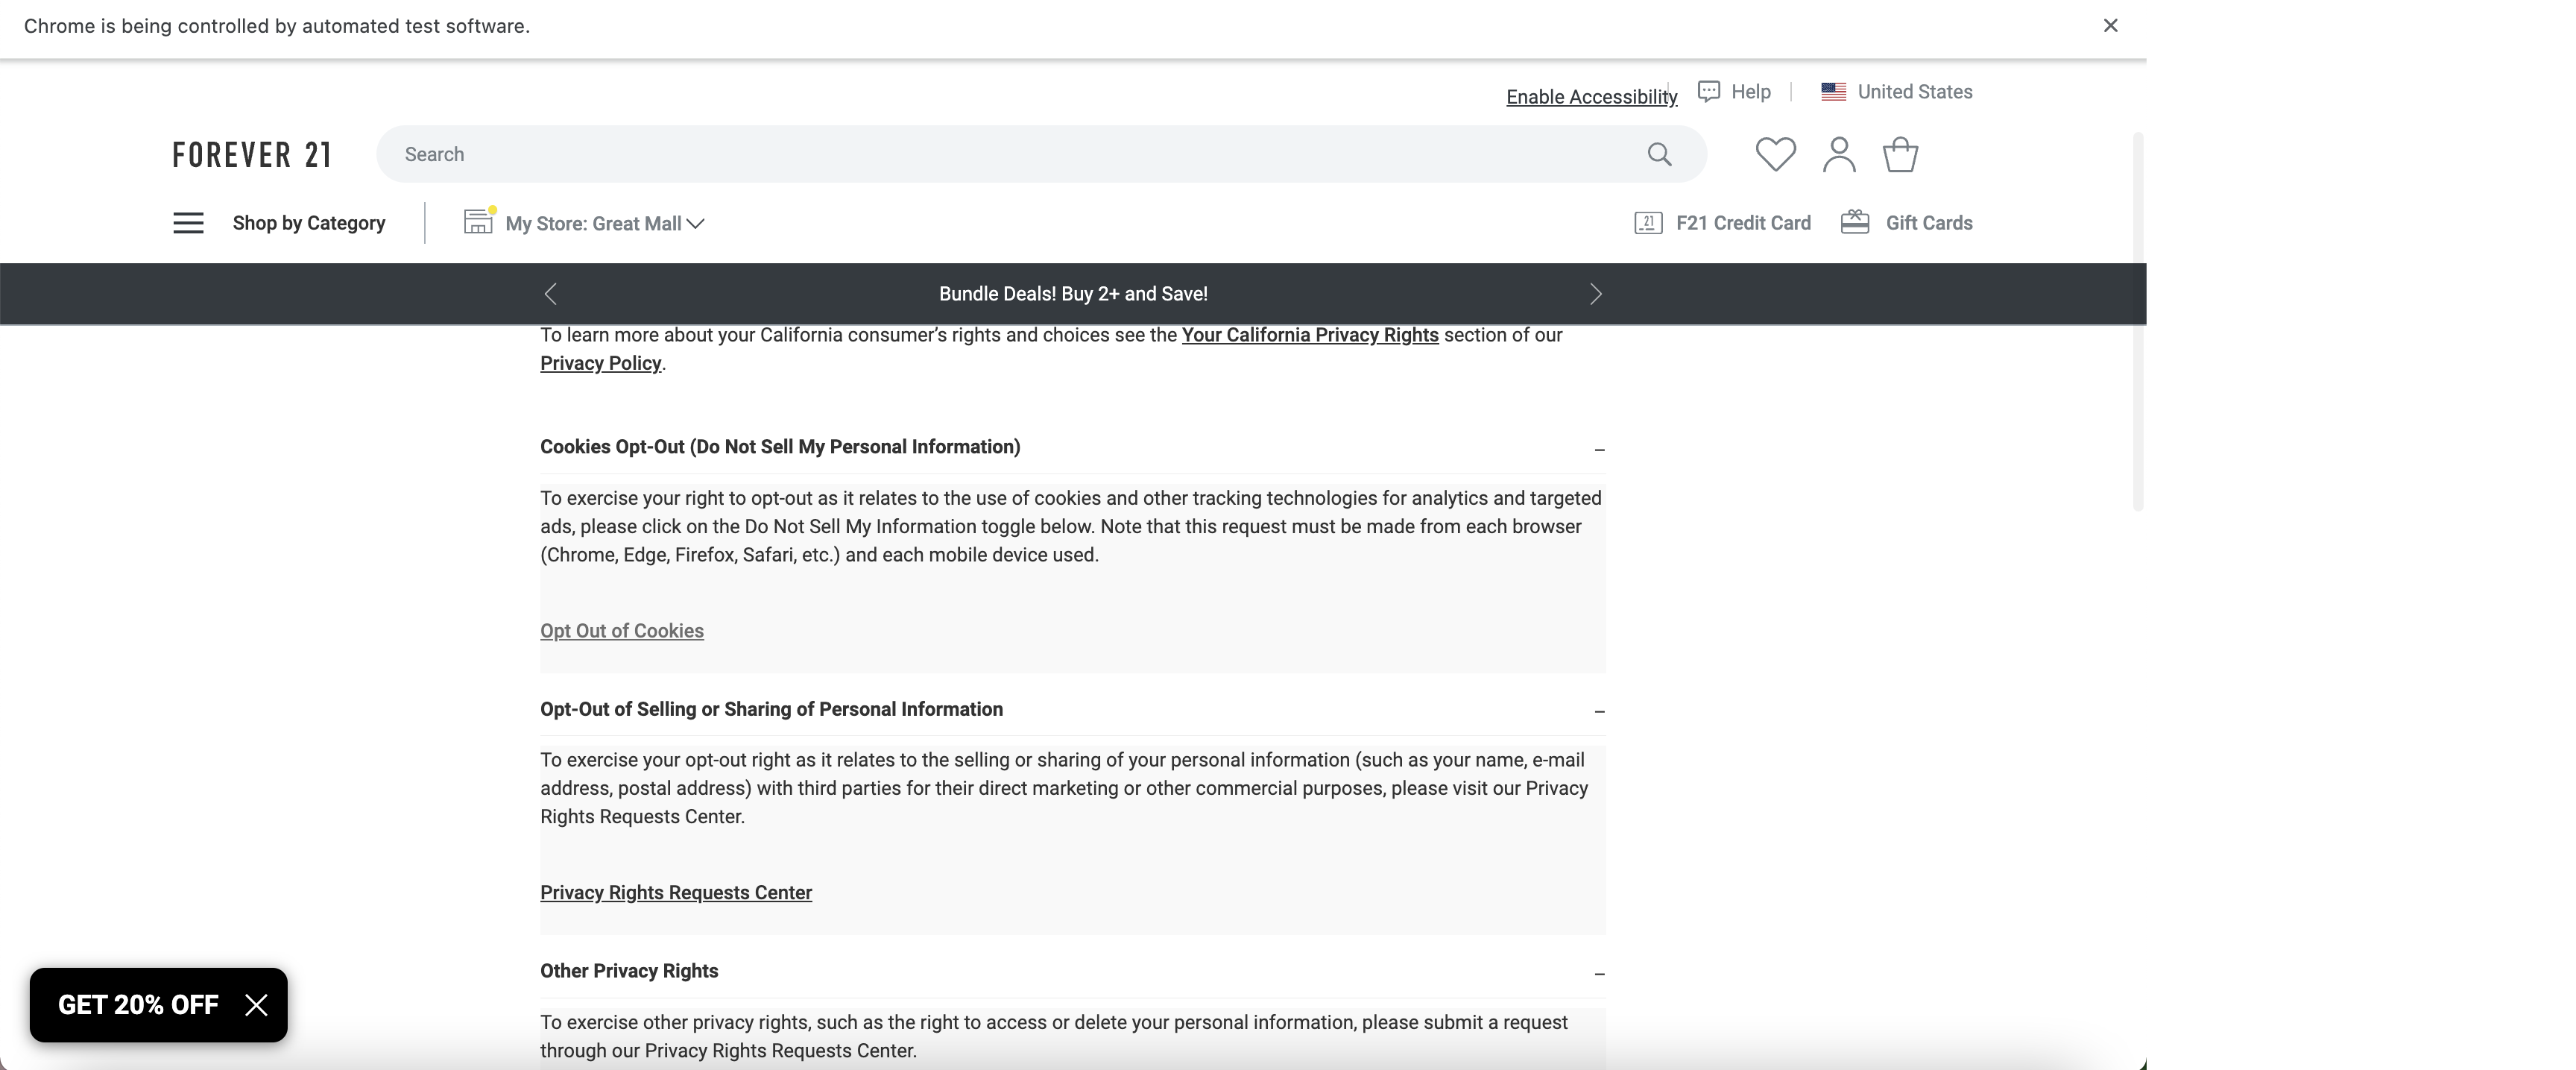 Chrome is being controlled by automated test software.
Enable Accessibility
Help
United States
FOREVER 21
Search
Shop by Category
My Store: Great Mall
21
F21 Credit Card
Gift Cards
Bundle Deals! Buy 2+ and Save!
To learn more about your California consumer’s rights and choices see the Your California Privacy Rights section of our
Privacy Policy.
Cookies Opt-Out (Do Not Sell My Personal Information)
To exercise your right to opt-out as it relates to the use of cookies and other tracking technologies for analytics and targeted
ads, please click on the Do Not Sell My Information toggle below. Note that this request must be made from each browser
(Chrome, Edge, Firefox, Safari, etc.) and each mobile device used.
Opt Out of Cookies
Opt-Out of Selling or Sharing of Personal Information
To exercise your opt-out right as it relates to the selling or sharing of your personal information (such as your name, e-mail
address, postal address) with third parties for their direct marketing or other commercial purposes, please visit our Privacy
Rights Requests Center.
Privacy Rights Requests Center
Other Privacy Rights
To exercise other privacy rights, such as the right to access or delete your personal information, please submit a request
through our Privacy Rights Requests Center.
GET 20% OFF